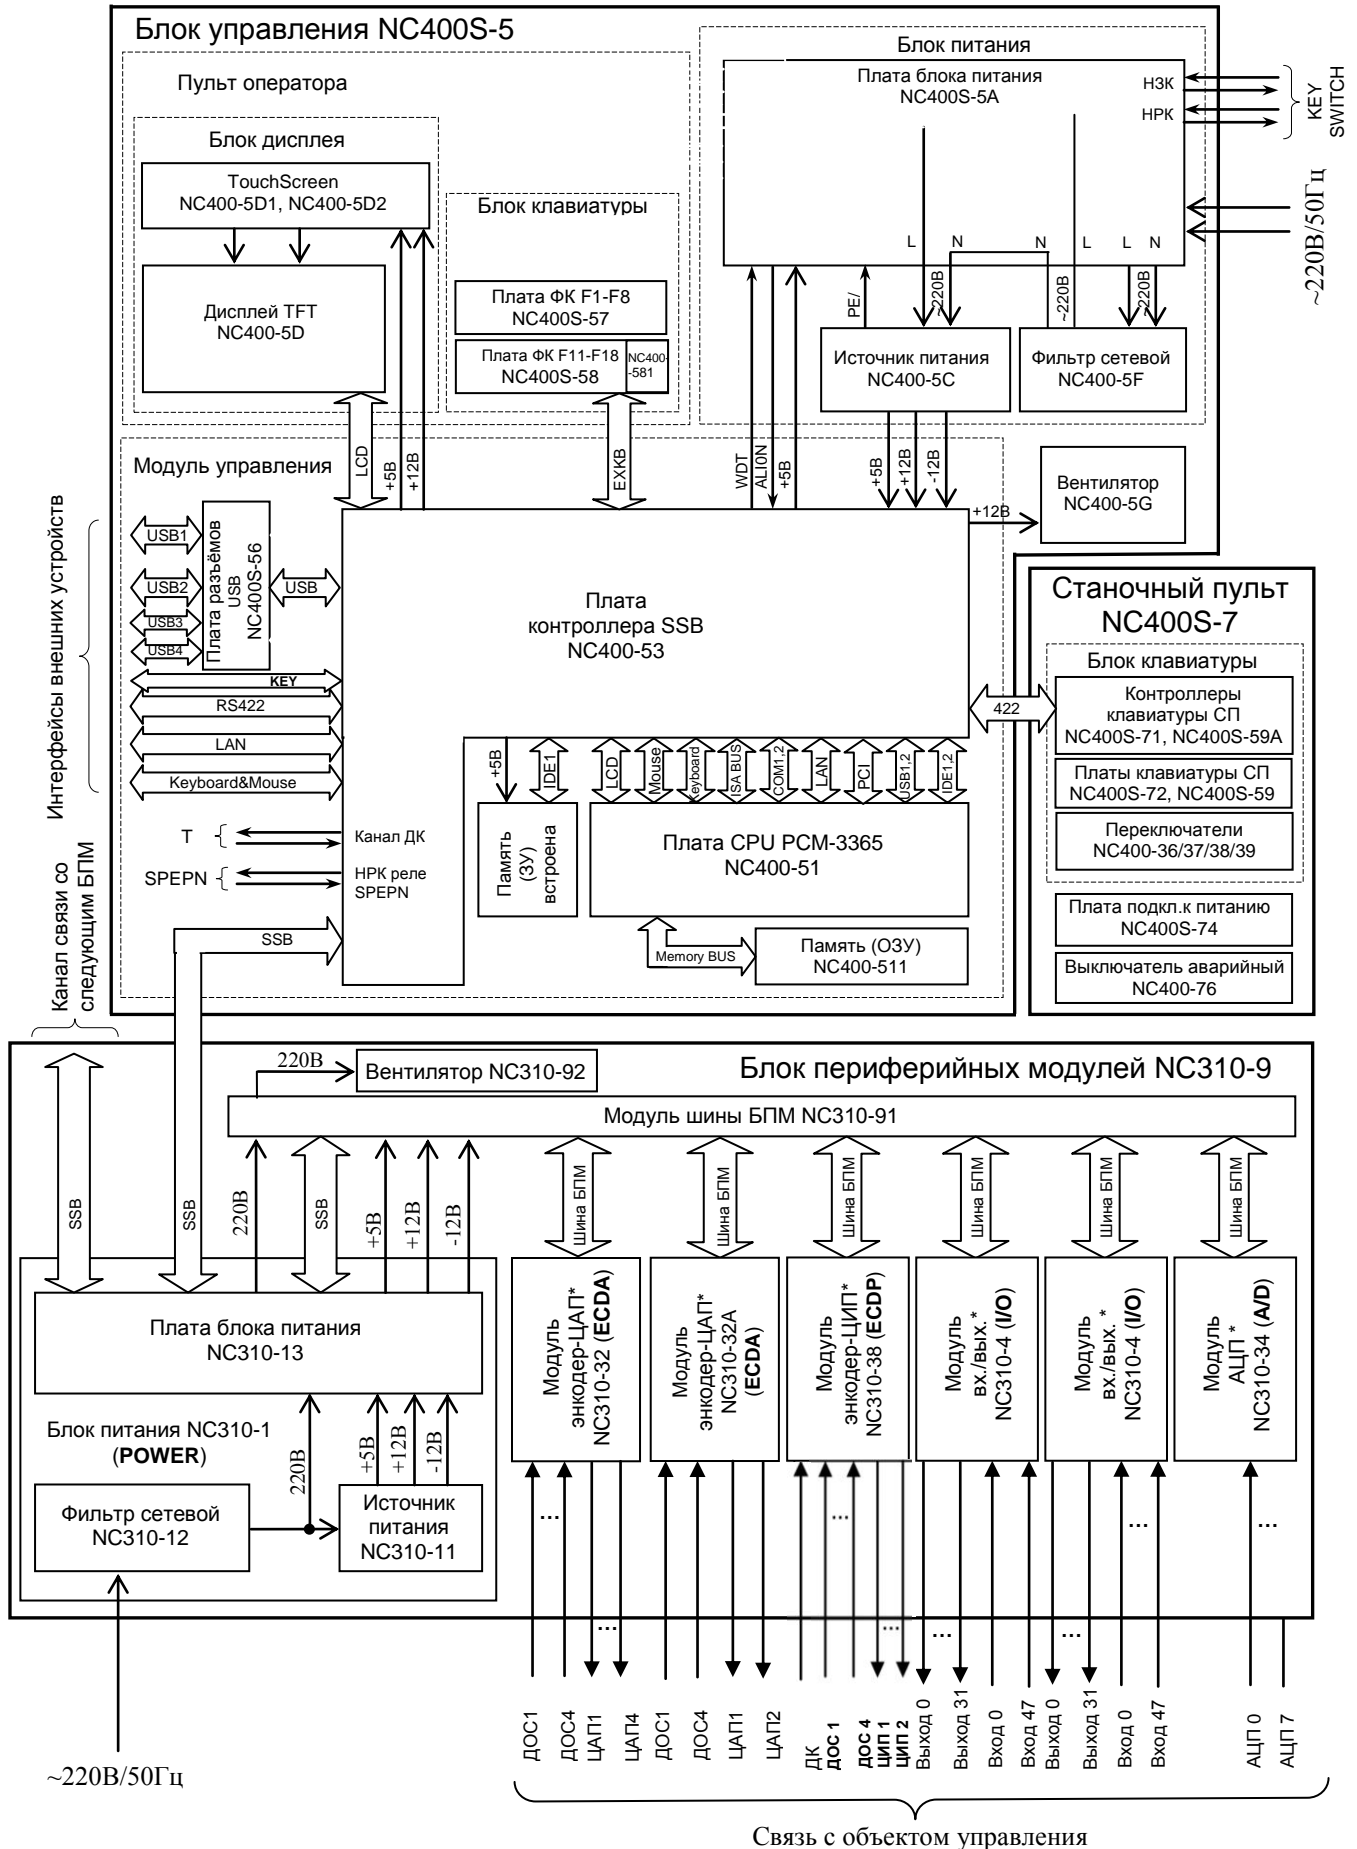 Блок управления NC400S-5
Пульт оператора
Блок дисплея
TouchScreen
NC400-5D1, NC400-5D2
Дисплей TFT
NC400-5D
Блок клавиатуры
Плата ФК F1-F8
NC400S-57
Плата ФК F11-F18
NC400S-58
NC400-
-581
Блок питания
Плата блока питания
NC400S-5A
НЗК
НРК
KEY
SWITCH
~220В/50Гц
L
N
N
L
L
N
PE/
~220В
~220В
~220В
Источник питания
NC400-5C
Фильтр сетевой
NC400-5F
LCD
+5В
+12В
EXKB
WDT
ALI0N
+5В
+5В
+12В
-12В
Вентилятор
NC400-5G
+12В
Модуль управления
Интерфейсы внешних устройств
USB1
USB2
USB3
USB4
Плата разъёмов
USB
NC400S-56
USB
KEY
RS422
LAN
Keyboard&Mouse
T
Канал ДК
SPEPN
НРК реле
SPEPN
SSB
Плата
контроллера SSB
NC400-53
+5В
IDE1
LCD
Mouse
Keyboard
ISA BUS
COM1,2
LAN
PCI
USB1,2
IDE1,2
Память
(ЗУ)
встроена
Плата CPU PCM-3365
NC400-51
Memory BUS
Память (ОЗУ)
NC400-511
422
Станочный пульт
NC400S-7
Блок клавиатуры
Контроллеры
клавиатуры СП
NC400S-71, NC400S-59A
Платы клавиатуры СП
NC400S-72, NC400S-59
Переключатели
NC400-36/37/38/39
Плата подкл.к питанию
NC400S-74
Выключатель аварийный
NC400-76
Канал связи со
следующим БПМ
Блок периферийных модулей NC310-9
220В
Вентилятор NC310-92
Модуль шины БПМ NC310-91
SSB
SSB
220В
SSB
+5В
+12В
-12В
Шина БПМ
Шина БПМ
Шина БПМ
Шина БПМ
Шина БПМ
Шина БПМ
Плата блока питания
NC310-13
Блок питания NC310-1
(POWER)
220В
+5В
+12В
-12В
Фильтр сетевой
NC310-12
Источник
питания
NC310-11
Модуль
энкодер-ЦАП*
NC310-32 (ECDA)
Модуль
энкодер-ЦАП*
NC310-32A
(ECDA)
Модуль
энкодер-ЦИП*
NC310-38 (ECDP)
Модуль
вх./вых.*
NC310-4 (I/O)
Модуль
вх./вых.*
NC310-4 (I/O)
Модуль
АЦП*
NC310-34 (A/D)
...
...
...
...
...
...
...
...
...
ДОС1
ДОС4
ЦАП1
ЦАП4
ДОС1
ДОС4
ЦАП1
ЦАП2
ДК
ДОС 1
ДОС 4
ЦИП 1
ЦИП 2
Выход 0
Выход 31
Вход 0
Вход 47
Выход 0
Выход 31
Вход 0
Вход 47
АЦП 0
АЦП 7
~220В/50Гц
Связь с объектом управления